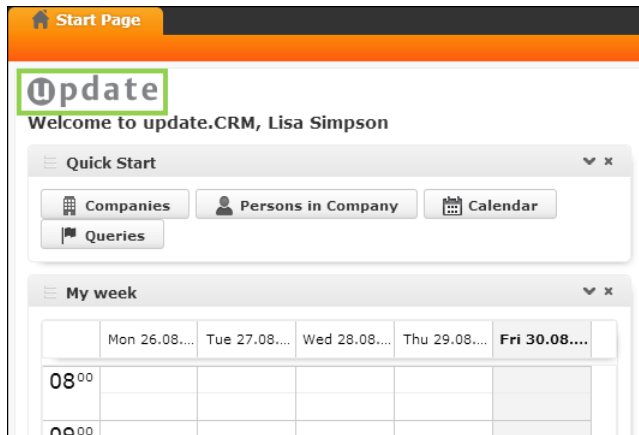 Start Page
update
Welcome to update.CRM, Lisa Simpson
Quick Start
Companies Persons in Company Calendar
Queries
My week
Mon 26.08.... Tue 27.08.... Wed 28.08.... Thu 29.08.... Fri 30.08....
08⁰⁰
09⁰⁰